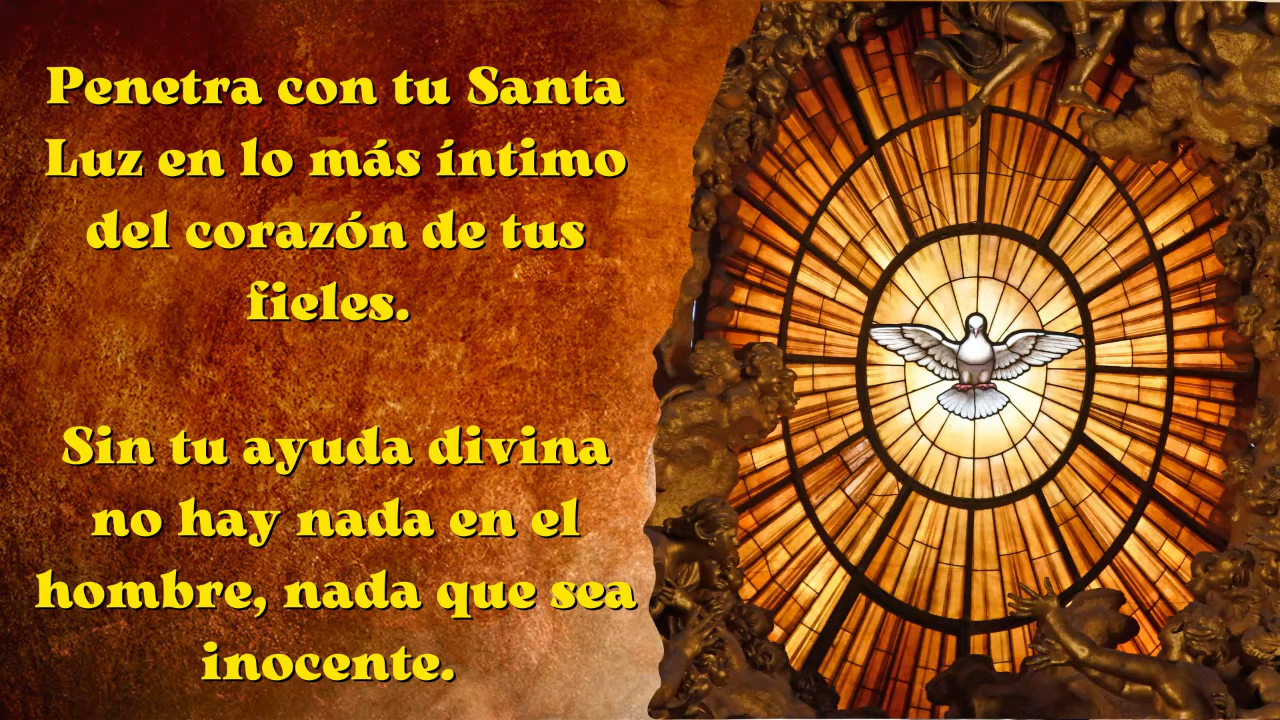 Penetra con tu Santa
Luz en lo más íntimo
del corazón de tus
fieles.
Sin tu ayuda divina
no hay nada en el
hombre, nada que sea
inocente.